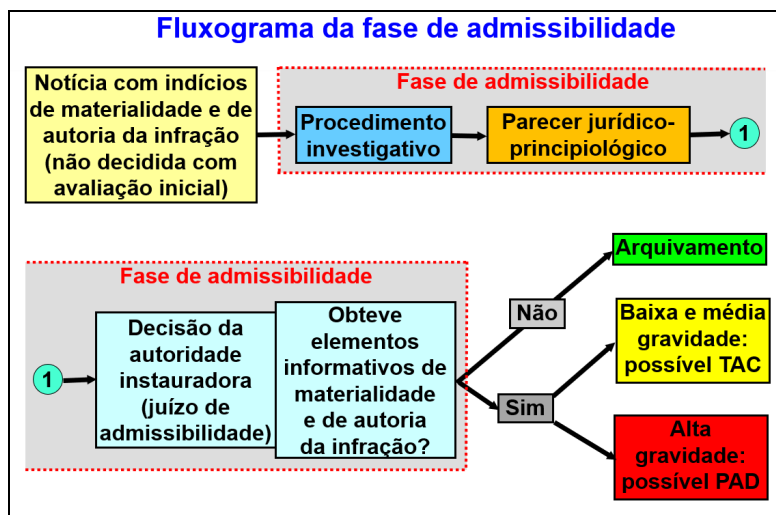 Fluxograma da fase de admissibilidade
Notícia com indícios
de materialidade e de
autoria da infração
(não decidida com
avaliação inicial)
Fase de admissibilidade
Procedimento
investigativo
Parecer jurídico-
principiológico
1
Fase de admissibilidade
1
Decisão da
autoridade
instauradora
(juízo de
admissibilidade)
Obteve
elementos
informativos de
materialidade
e de autoria
da infração?
Não
Sim
Arquivamento
Baixa e média
gravidade:
possível TAC
Alta
gravidade:
possível PAD